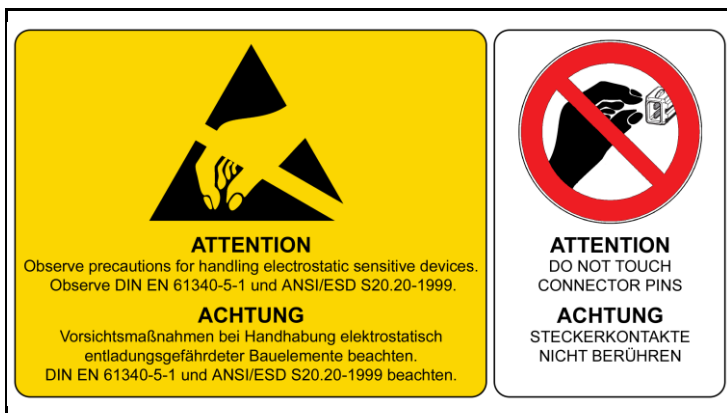 ATTENTION
Observe precautions for handling electrostatic sensitive devices.
Observe DIN EN 61340-5-1 und ANSI/ESD S20.20-1999.
ACHTUNG
Vorsichtsmaßnahmen bei Handhabung elektrostatisch
entladungsgefährdeter Bauelemente beachten.
DIN EN 61340-5-1 und ANSI/ESD S20.20-1999 beachten.
ATTENTION
DO NOT TOUCH
CONNECTOR PINS
ACHTUNG
STECKERKONTAKTE
NICHT BERÜHREN